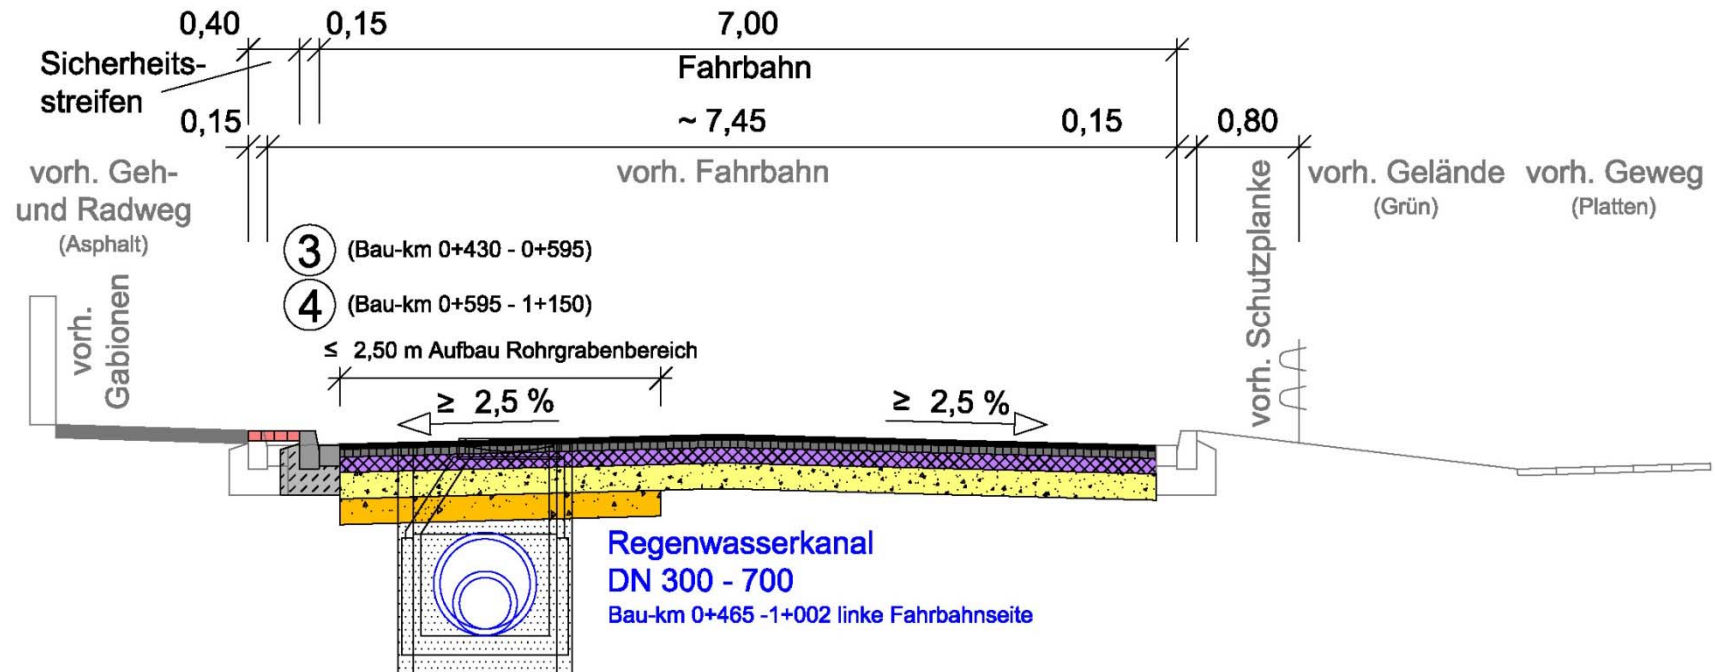 0,40 0,15 7,00
Sicherheits-
streifen
Fahrbahn
0,15 ~ 7,45 0,15 0,80
vorh. Geh-
und Radweg
(Asphalt)
vorh. Fahrbahn
vorh. Schutzplanke
vorh. Gelände
(Grün)
vorh. Geweg
(Platten)
3 (Bau-km 0+430 - 0+595)
4 (Bau-km 0+595 - 1+150)
vorh.
Gabionen
≤ 2,50 m Aufbau Rohrgrabenbereich
≥ 2,5 % ≥ 2,5 %
Regenwasserkanal
DN 300 - 700
Bau-km 0+465 -1+002 linke Fahrbahnseite